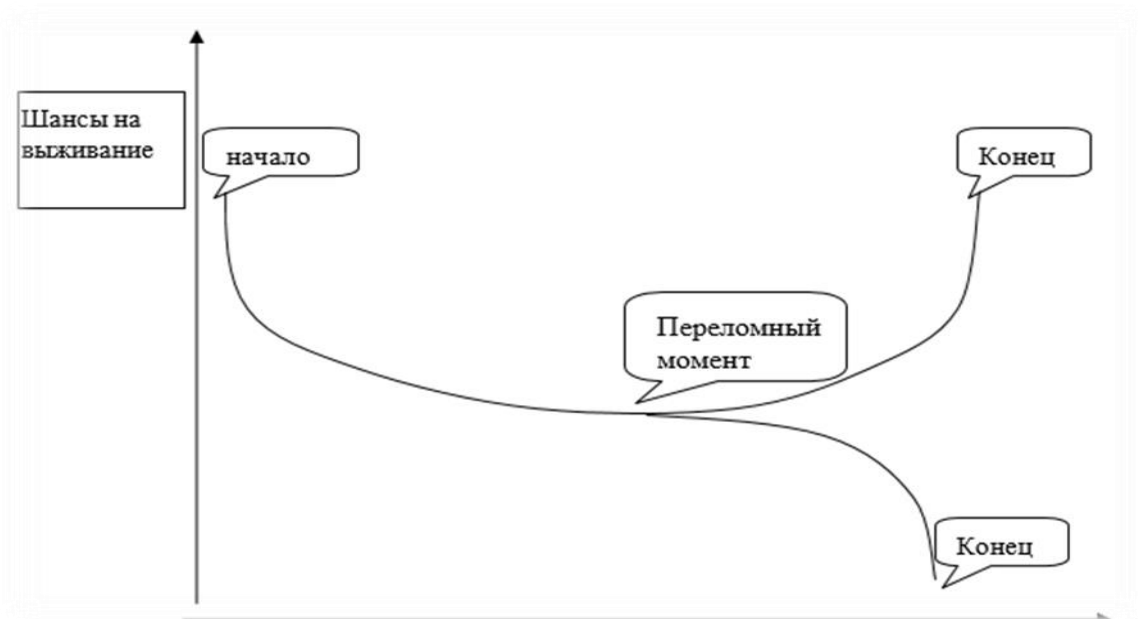 Шансы на
выживание
начало
Конец
Переломный
момент
Конец